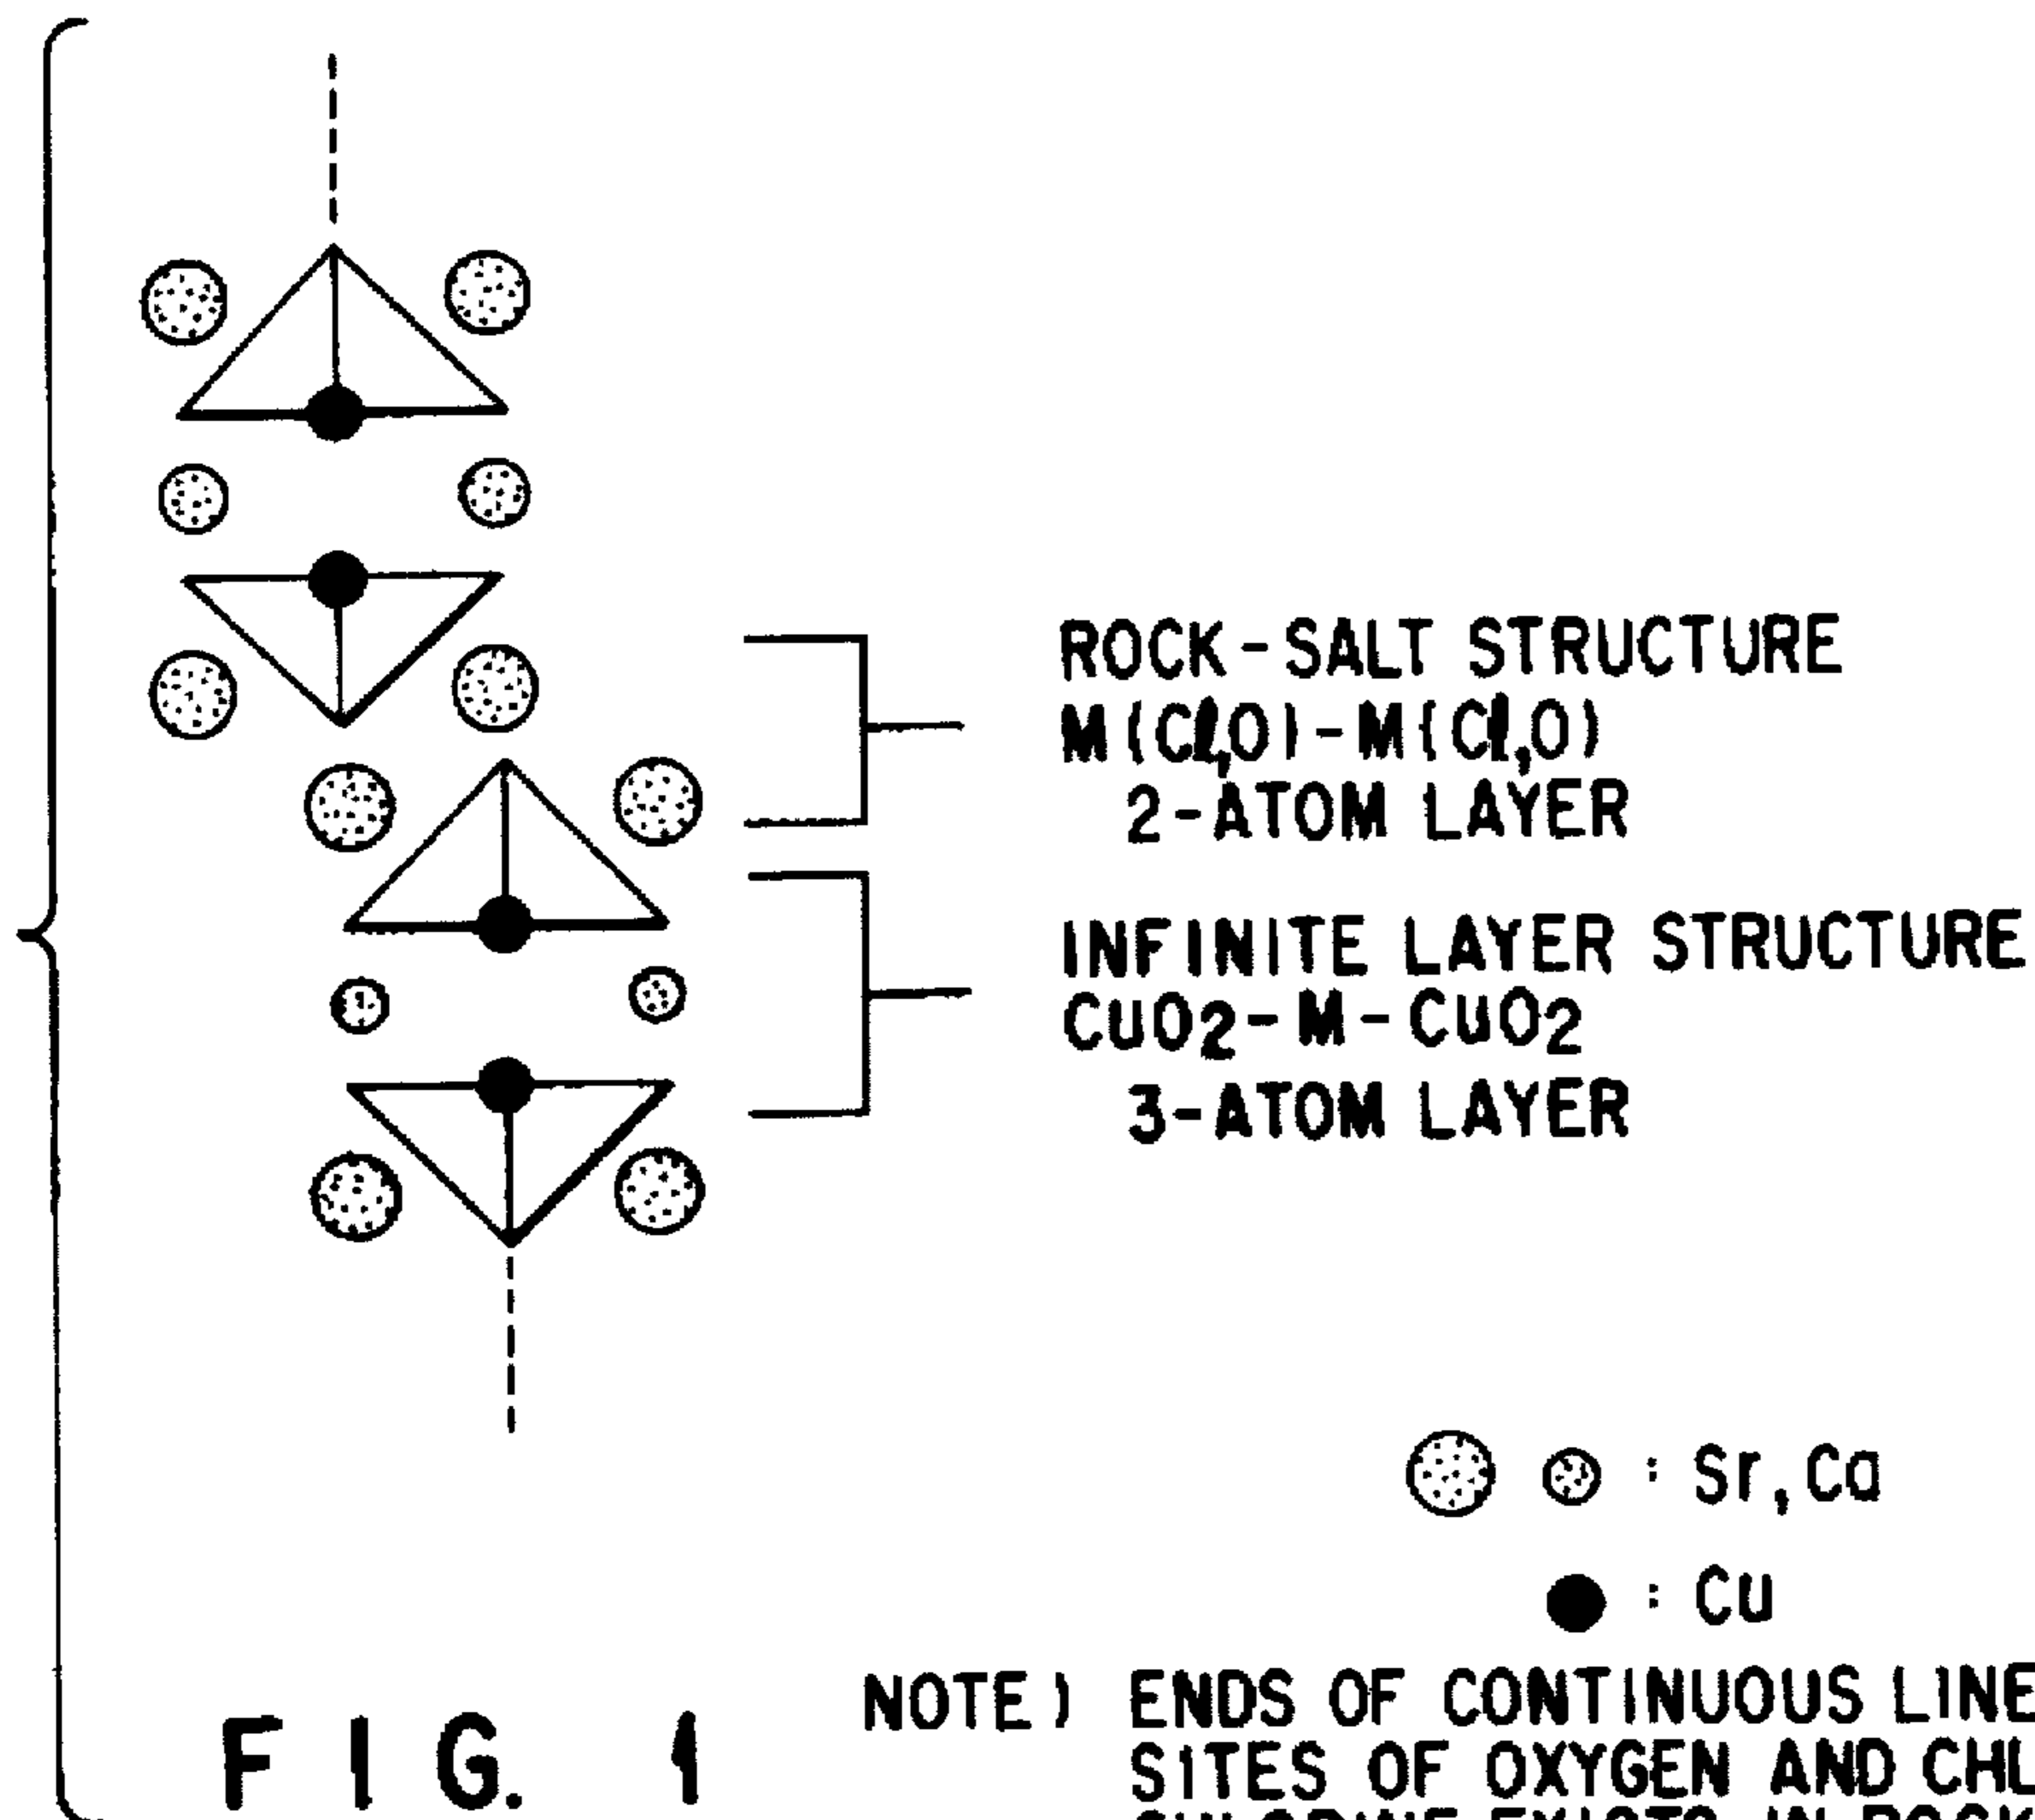 ROCK-SALT STRUCTURE
M(Cl,O)-M(Cl,O)
2-ATOM LAYER
INFINITE LAYER STRUCTURE
CuO2-M-CuO2
3-ATOM LAYER
: Sr,Ca
: Cu
NOTE) ENDS OF CONTINUOUS LINE
SITES OF OXYGEN AND CHL
FIG. 1